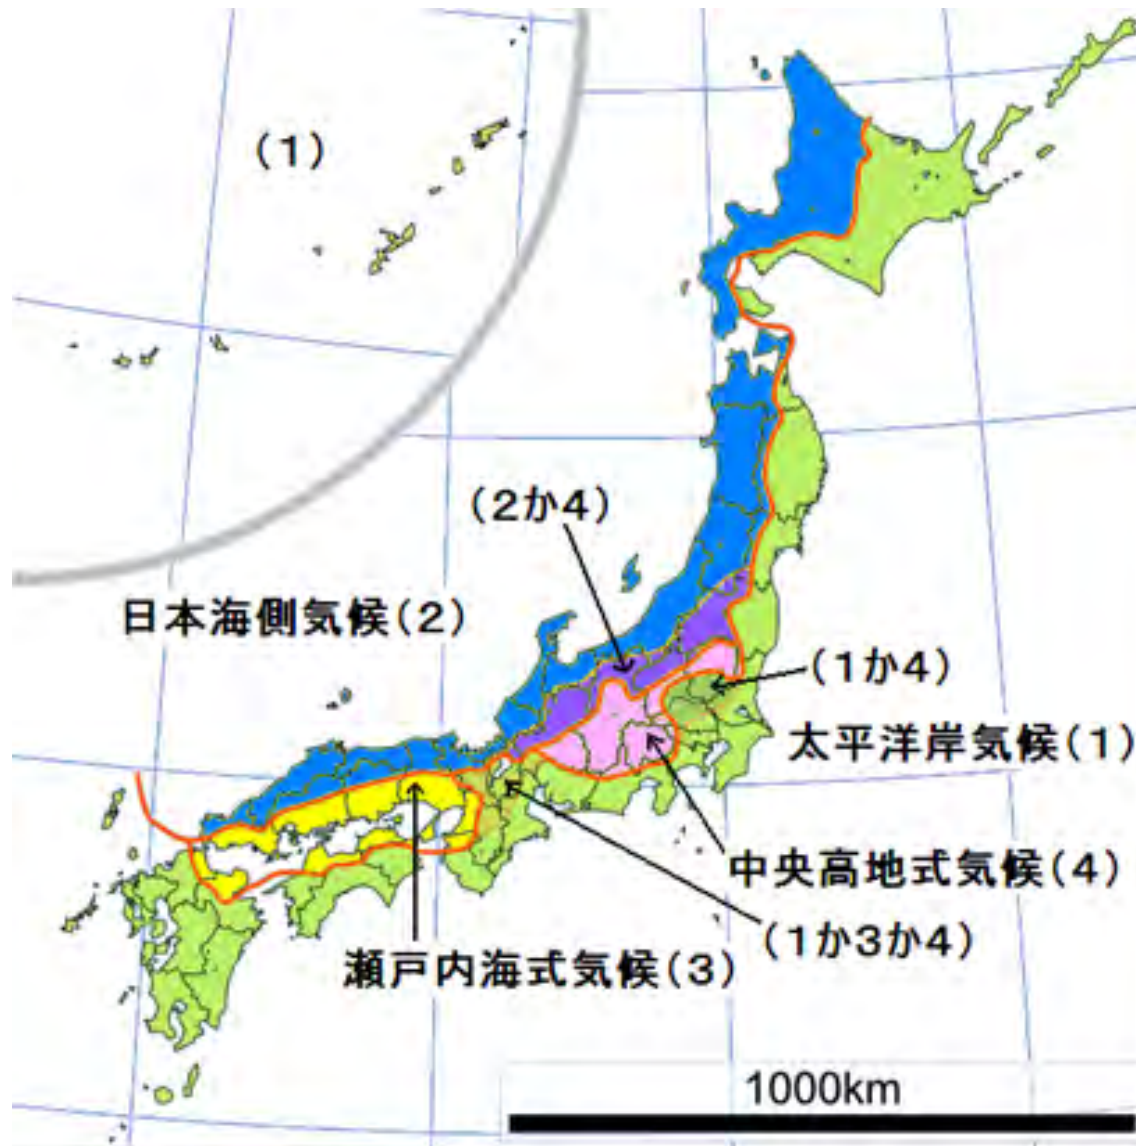 (1)
(2か4)
日本海側気候(2)
(1か4)
太平洋岸気候(1)
中央高地式気候(4)
(1か3か4)
瀬戸内海式気候(3)
1000km